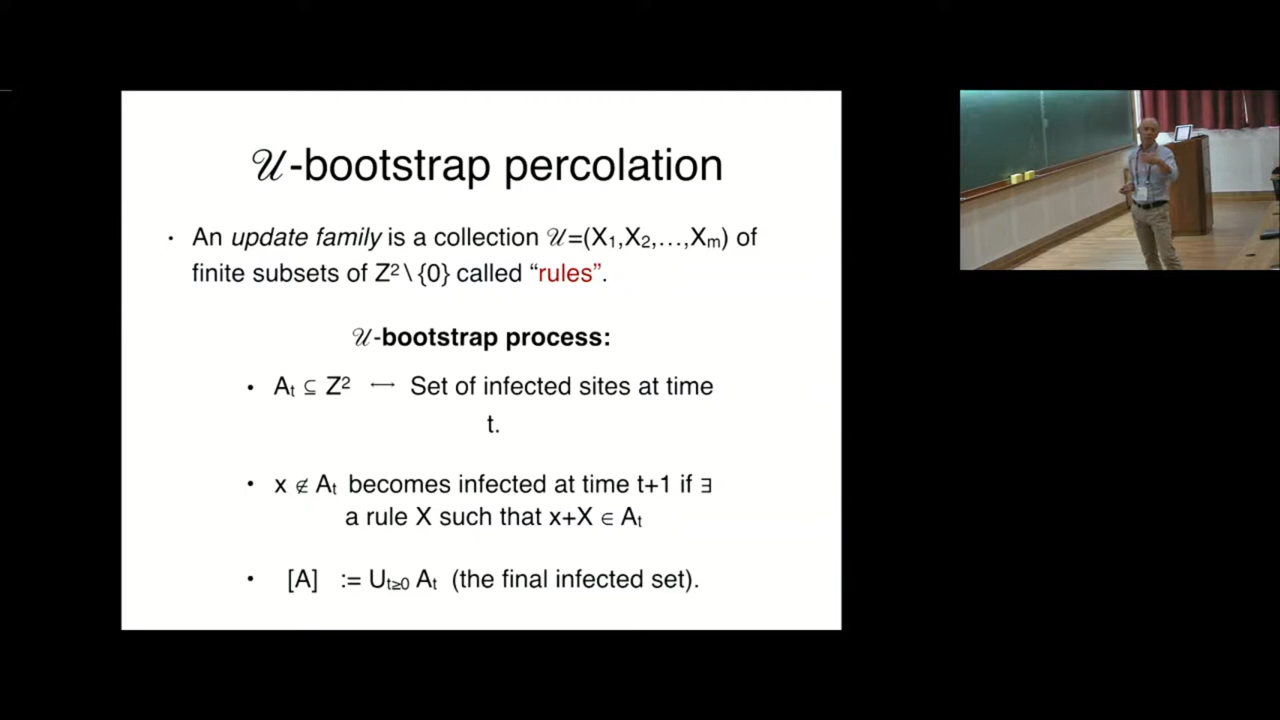 𝒰-bootstrap percolation
• An update family is a collection 𝒰=(X₁,X₂,…,Xₘ) of
finite subsets of Z²\{0} called “rules”.
𝒰-bootstrap process:
• Aₜ ⊆ Z² ↔ Set of infected sites at time
t.
• x ∉ Aₜ becomes infected at time t+1 if ∃
a rule X such that x+X ∈ Aₜ
• [A] := Uₜ≥₀ Aₜ (the final infected set).